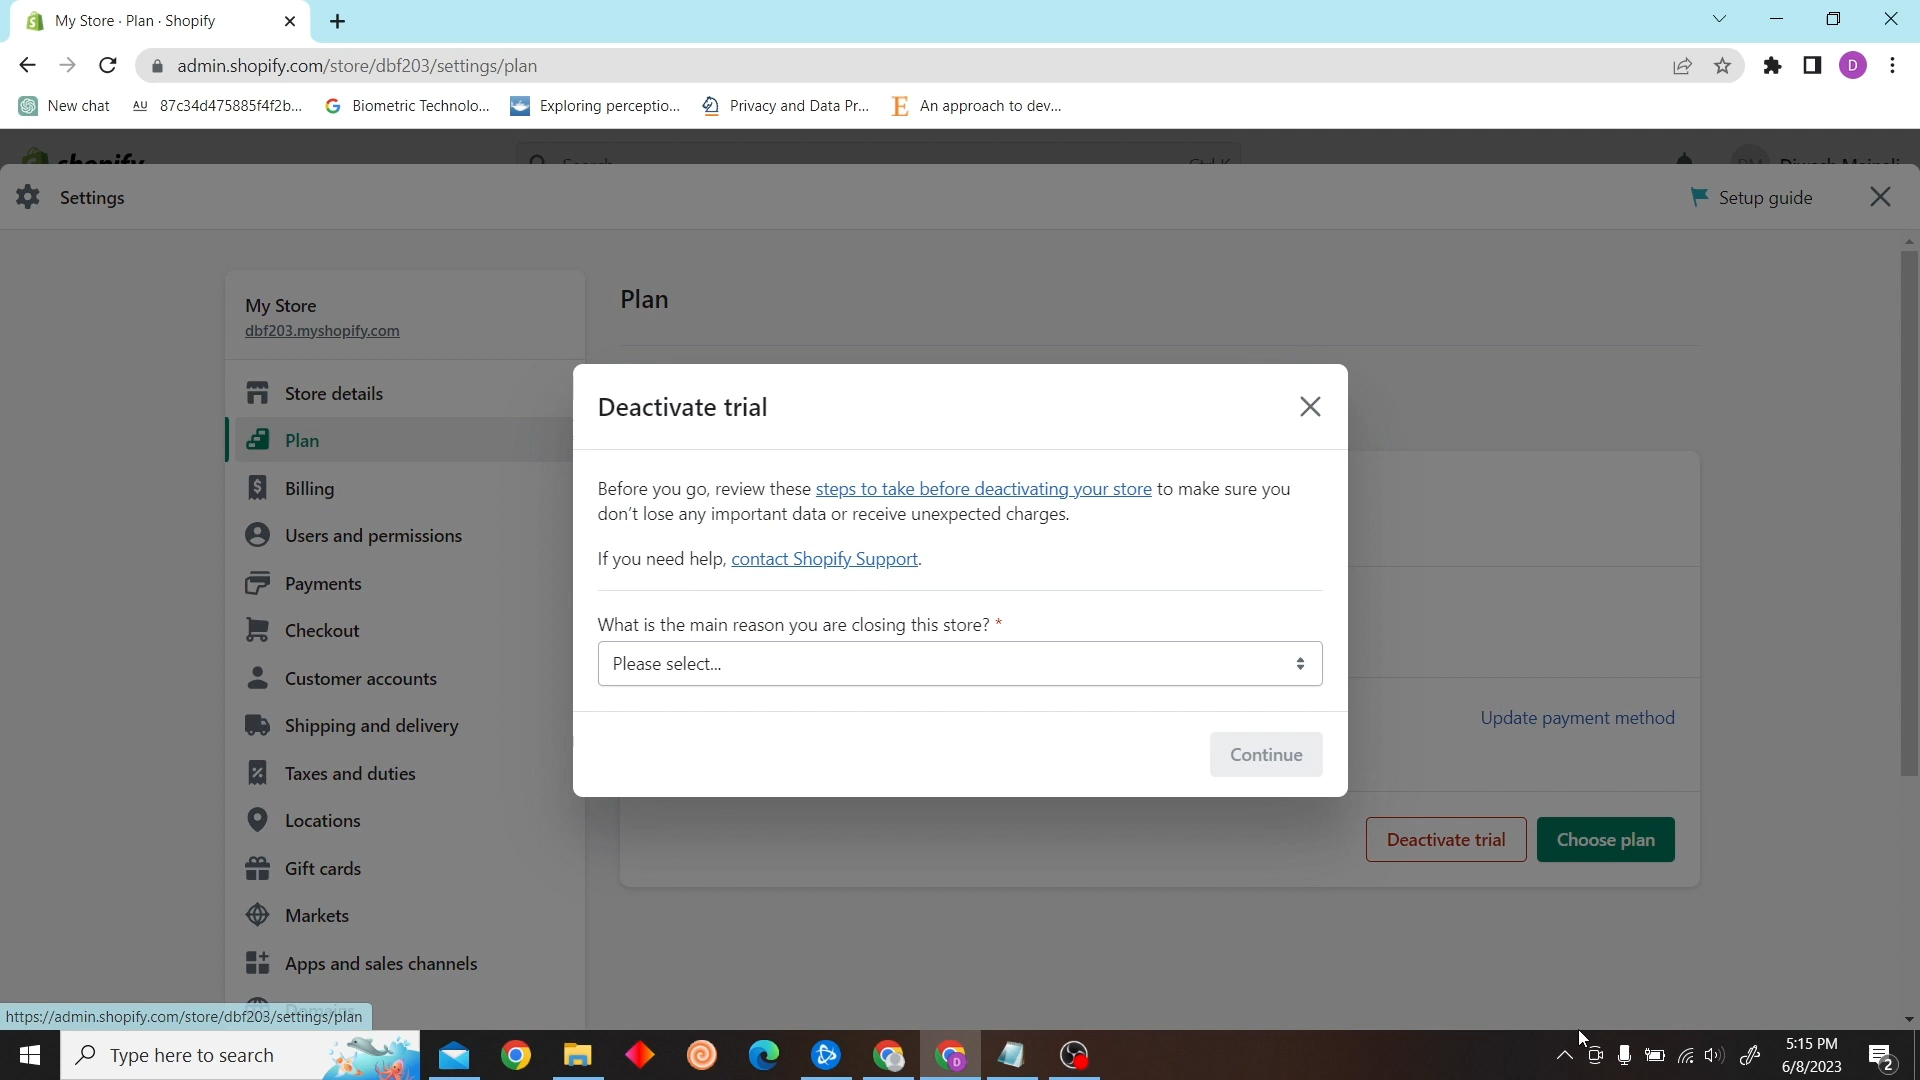 My Store · Plan · Shopify
admin.shopify.com/store/dbf203/settings/plan
D
New chat
AU 87c34d475885f4f2b...
Biometric Technolo...
Exploring perceptio...
Privacy and Data Pr...
An approach to dev...
shopify
Search
Ctrl K
Settings
Setup guide
My Store
dbf203.myshopify.com
Store details
Plan
Billing
Users and permissions
Payments
Checkout
Customer accounts
Shipping and delivery
Taxes and duties
Locations
Gift cards
Markets
Apps and sales channels
Domains
Plan
Deactivate trial
Before you go, review these steps to take before deactivating your store to make sure you
don't lose any important data or receive unexpected charges.
If you need help, contact Shopify Support.
What is the main reason you are closing this store? *
Please select...
Continue
Update payment method
Deactivate trial
Choose plan
https://admin.shopify.com/store/dbf203/settings/plan
Type here to search
D
5:15 PM
6/8/2023
2